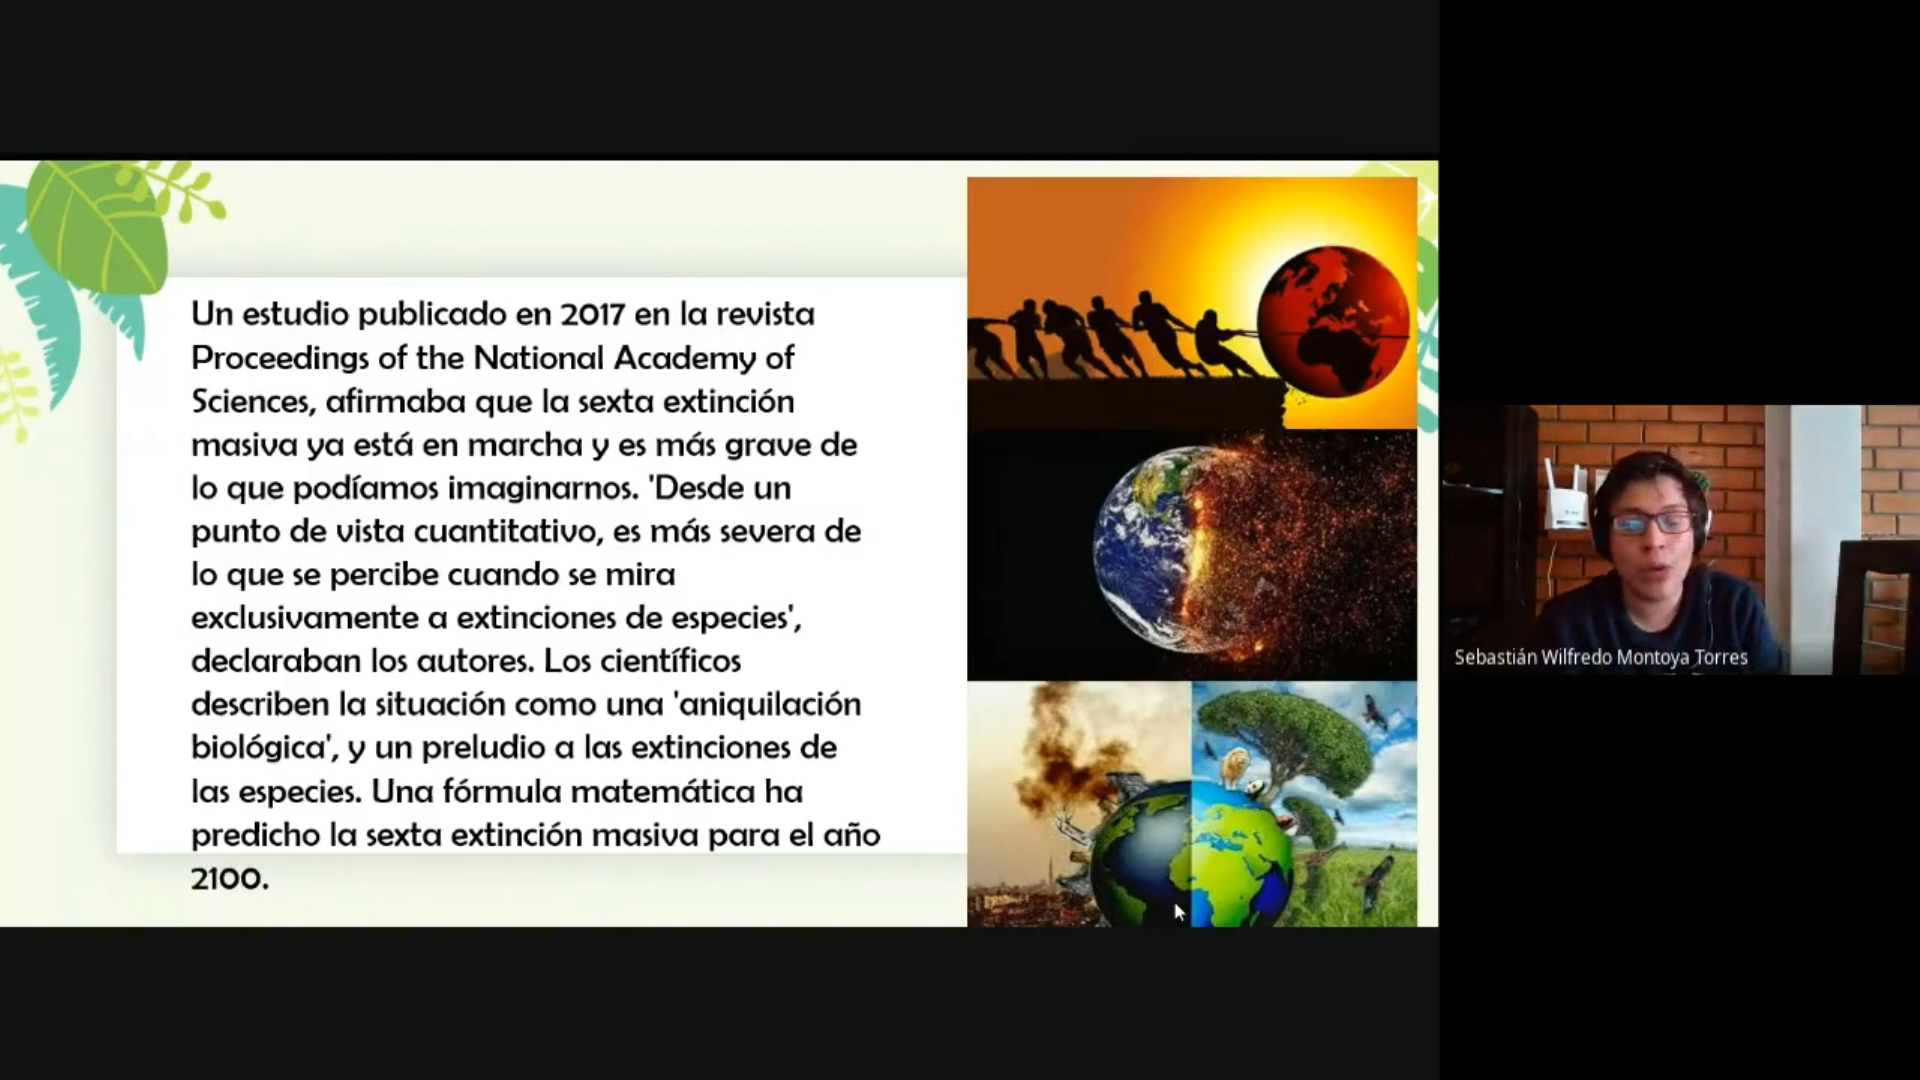 Un estudio publicado en 2017 en la revista
Proceedings of the National Academy of
Sciences, afirmaba que la sexta extinción
masiva ya está en marcha y es más grave de
lo que podíamos imaginarnos. 'Desde un
punto de vista cuantitativo, es más severa de
lo que se percibe cuando se mira
exclusivamente a extinciones de especies',
declaraban los autores. Los científicos
describen la situación como una 'aniquilación
biológica', y un preludio a las extinciones de
las especies. Una fórmula matemática ha
predicho la sexta extinción masiva para el año
2100.
Sebastián Wilfredo Montoya Torres